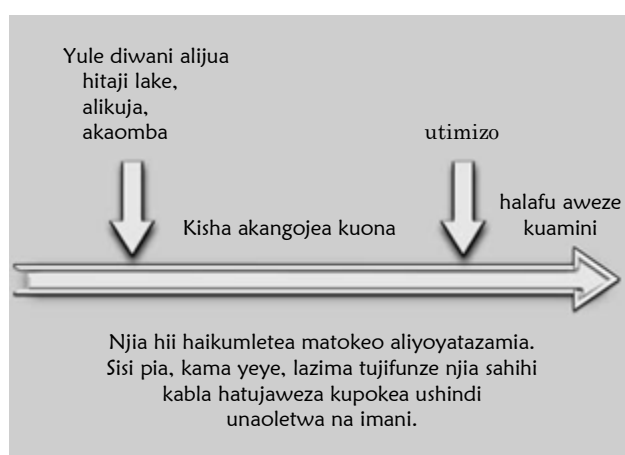 Yule diwani alijua
hitaji lake,
alikuja,
akaomba
utimizo
halafu aweze
kuamini
Kisha akangojea kuona
Njia hii haikumletea matokeo aliyoyatazamia.
Sisi pia, kama yeye, lazima tujifunze njia sahihi
kabla hatujaweza kupokea ushindi
unaoletwa na imani.